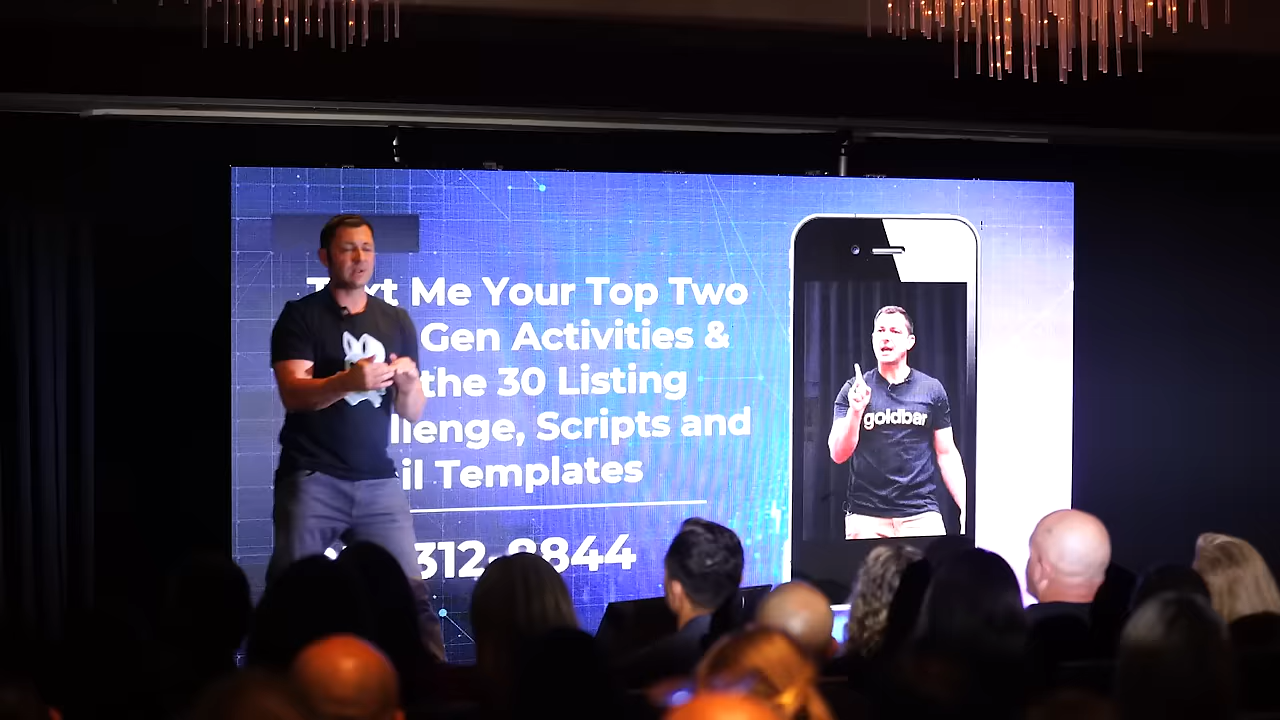 Me Your Top Two
Gen Activities &
the 30 Listing
Scripts and
Templates
312-8844
goldbar